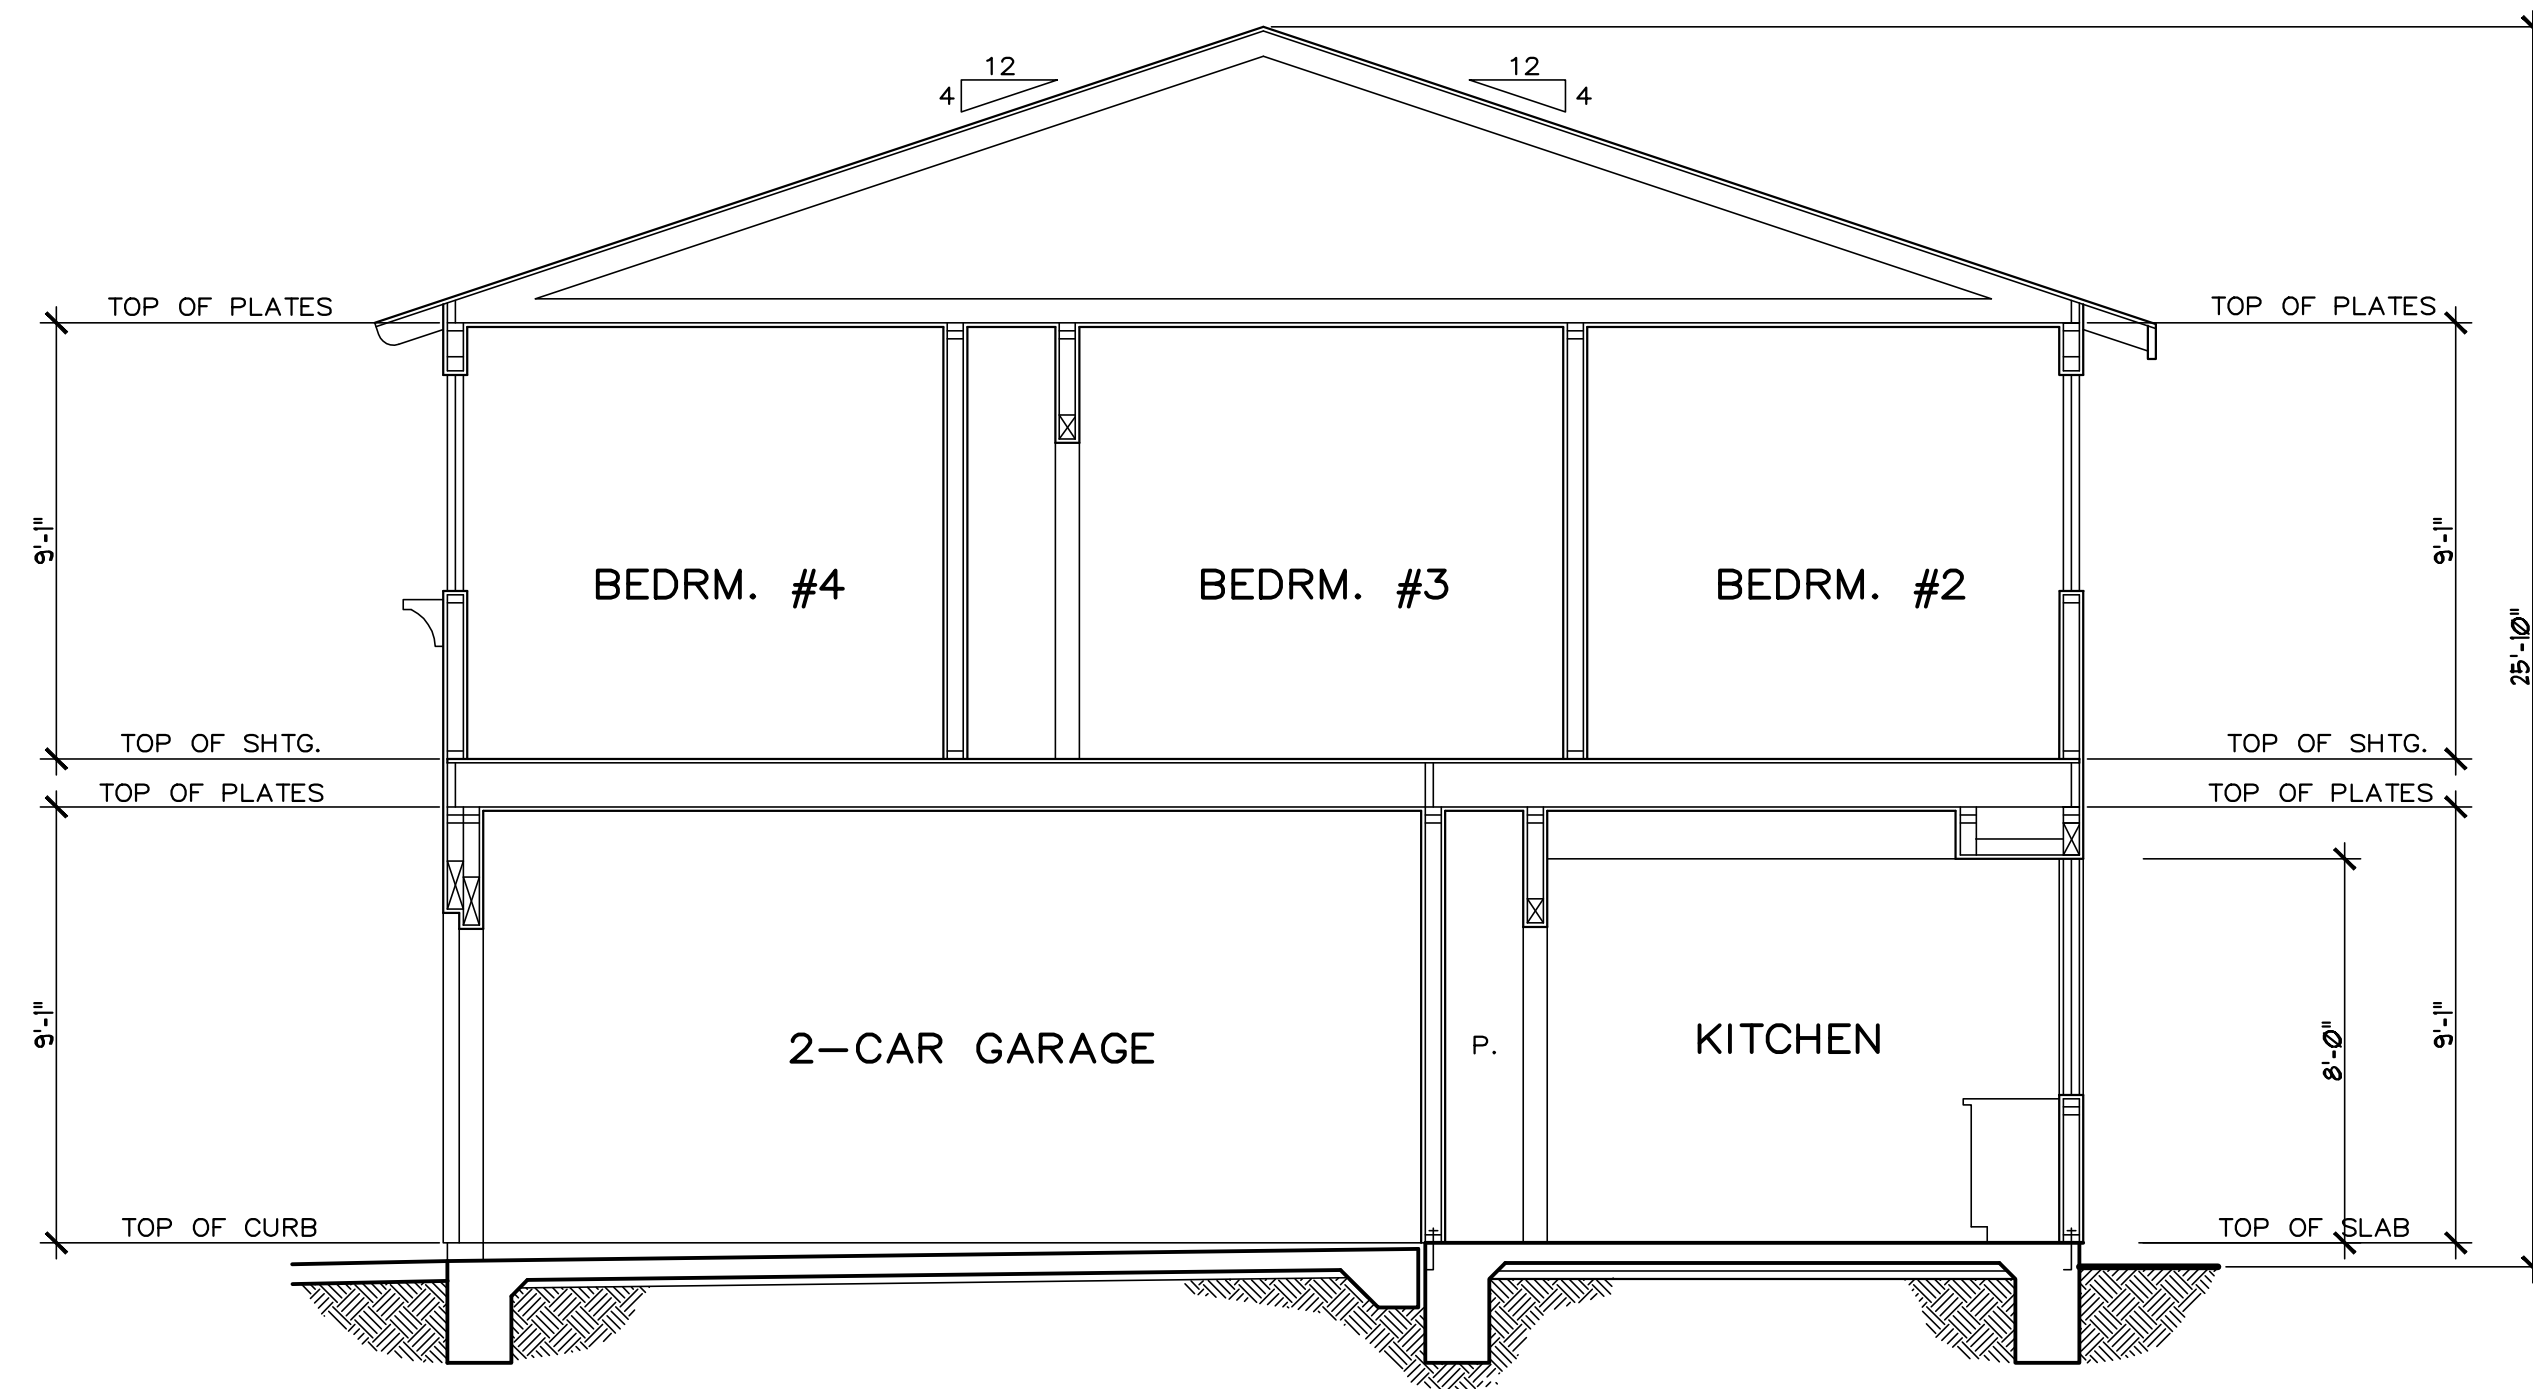 12
12
4
4
TOP OF PLATES
TOP OF PLATES
9'-1"
9'-1"
BEDRM. #4
BEDRM. #3
BEDRM. #2
25'-10"
TOP OF SHTG.
TOP OF SHTG.
TOP OF PLATES
TOP OF PLATES
9'-1"
9'-1"
8'-0"
2-CAR GARAGE
P.
KITCHEN
TOP OF CURB
TOP OF SLAB